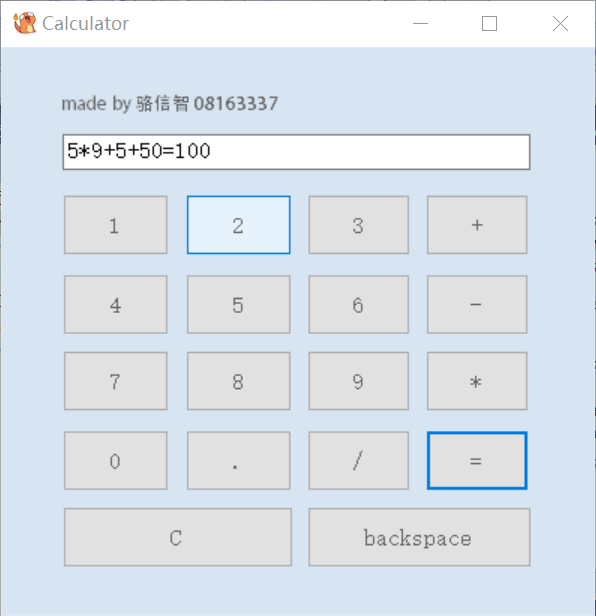 Calculator
made by 骆信智 08163337
5*9+5+50=100
1 2 3 +
4 5 6 -
7 8 9 *
0 . / =
C backspace